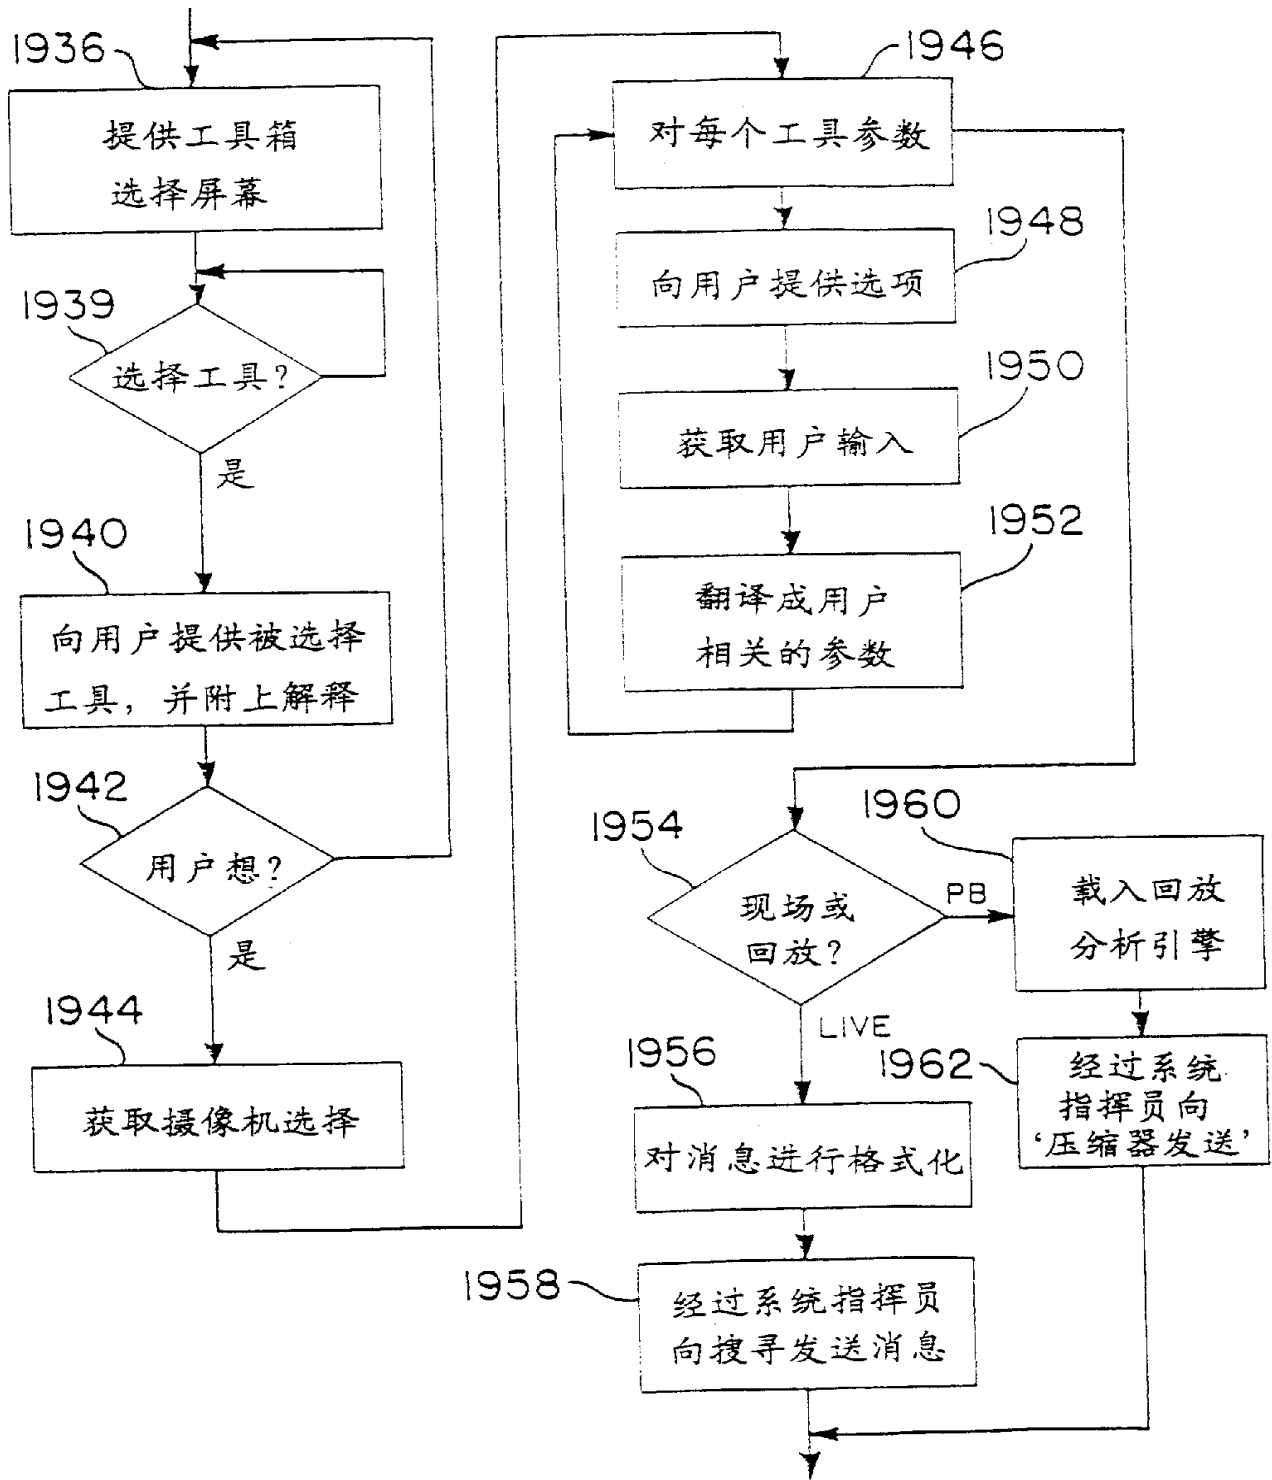 1936
提供工具箱
选择屏幕
1939
选择工具?
是
1940
向用户提供被选择
工具，并附上解释
1942
用户想?
是
1944
获取摄像机选择
1946
对每个工具参数
1948
向用户提供选项
1950
获取用户输入
1952
翻译成用户
相关的参数
1954
现场或
回放?
PB
LIVE
1960
载入回放
分析引擎
1962
经过系统
指挥员向
‘压缩器发送’
1956
对消息进行格式化
1958
经过系统指挥员
向搜寻发送消息